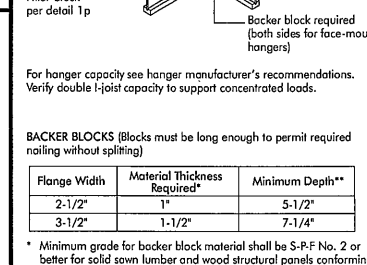 per detail 1p
Backer block required
(both sides for face-mou
hangers)
For hanger capacity see hanger manufacturer's recommendations.
Verify double I-joist capacity to support concentrated loads.
BACKER BLOCKS (Blocks must be long enough to permit required
nailing without splitting)
Flange Width Material Thickness Required* Minimum Depth**
2-1/2" 1" 5-1/2"
3-1/2" 1-1/2" 7-1/4"
* Minimum grade for backer block material shall be S-P-F No. 2 or
better for solid sawn lumber and wood structural panels conformin